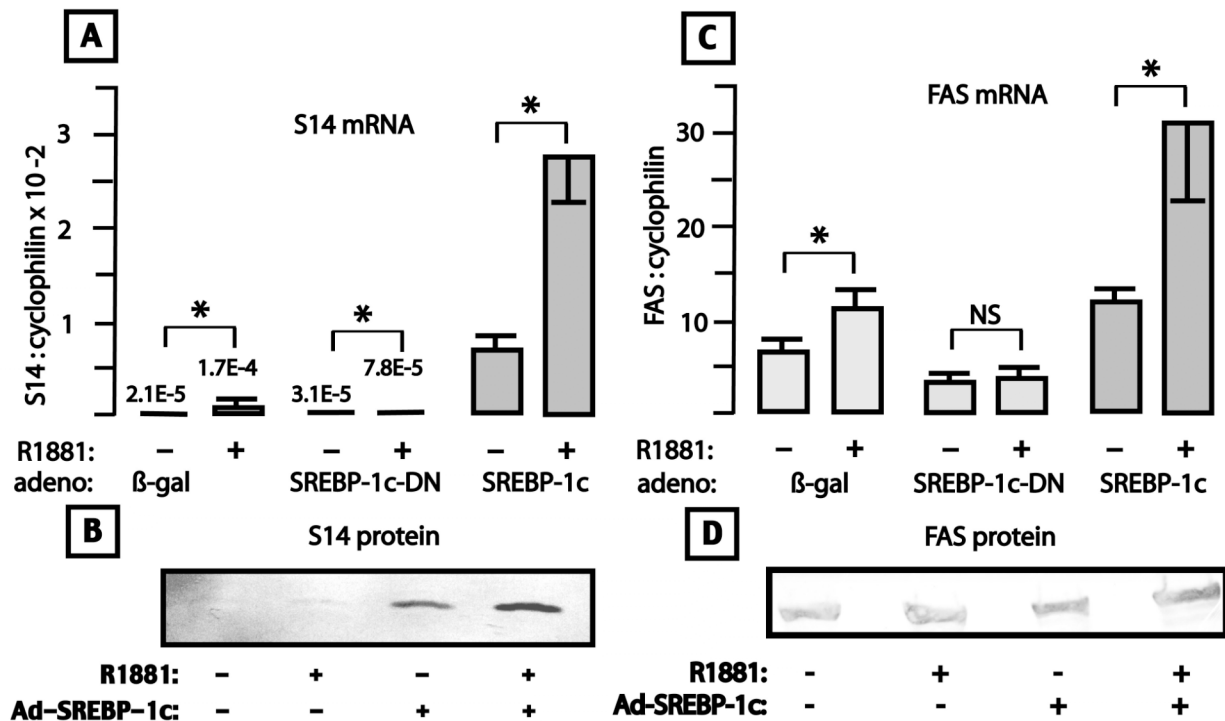 A
S14 mRNA
S14 : cyclophilin x 10 -2
3
2
1
*
*
*
2.1E-5
1.7E-4
3.1E-5
7.8E-5
R1881: – + – + – +
adeno: ß-gal SREBP-1c-DN SREBP-1c
B
S14 protein
R1881: – + – +
Ad-SREBP-1c: – – + +
C
FAS mRNA
FAS : cyclophilin
30
20
10
*
NS
*
R1881: – + – + – +
adeno: ß-gal SREBP-1c-DN SREBP-1c
D
FAS protein
R1881: - + - +
Ad-SREBP-1c: - - + +